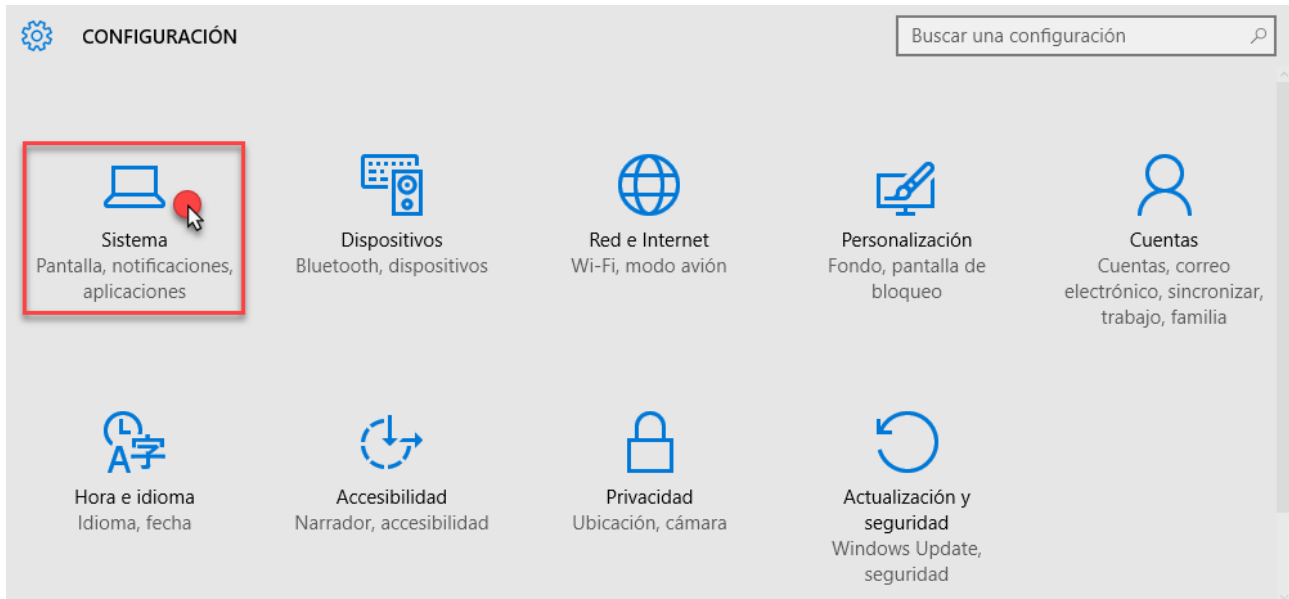 CONFIGURACIÓN
Buscar una configuración
Sistema
Pantalla, notificaciones,
aplicaciones
Dispositivos
Bluetooth, dispositivos
Red e Internet
Wi-Fi, modo avión
Personalización
Fondo, pantalla de
bloqueo
Cuentas
Cuentas, correo
electrónico, sincronizar,
trabajo, familia
Hora e idioma
Idioma, fecha
Accesibilidad
Narrador, accesibilidad
Privacidad
Ubicación, cámara
Actualización y
seguridad
Windows Update,
seguridad